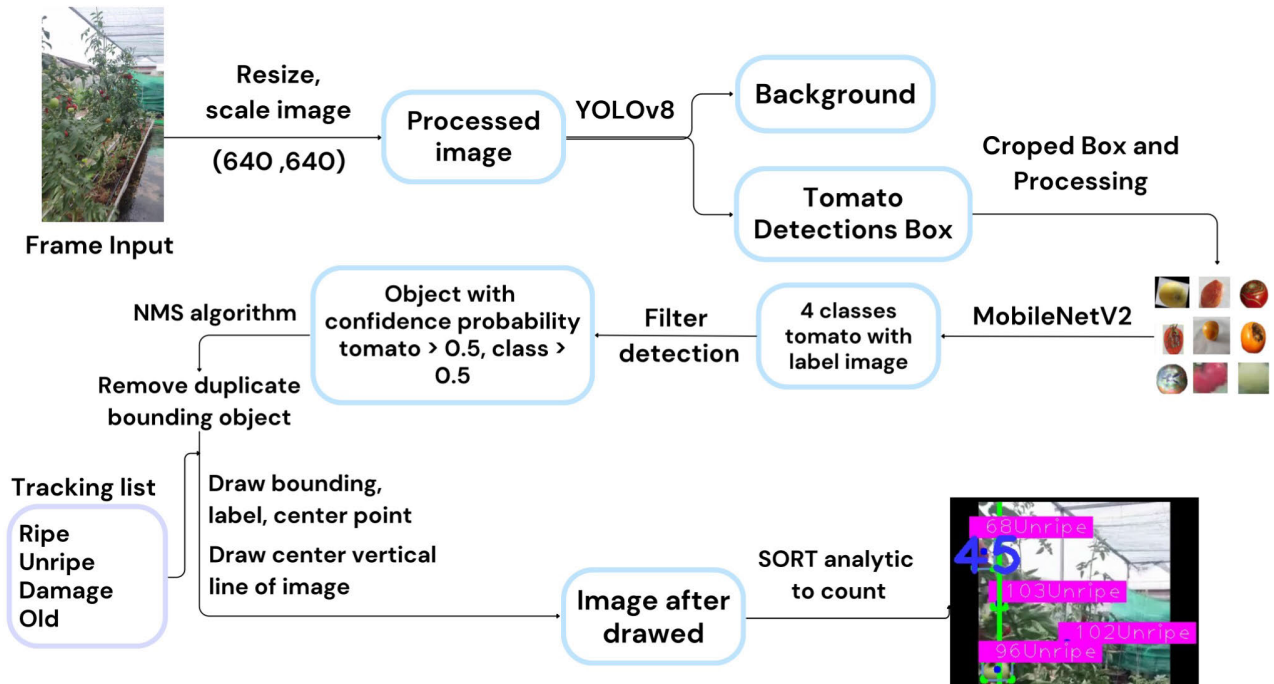 Resize,
scale image
(640 ,640)
Frame Input
Processed
image
YOLOv8
Background
Tomato
Detections Box
Croped Box and
Processing
MobileNetV2
4 classes
tomato with
label image
Filter
detection
Object with
confidence probability
tomato > 0.5, class >
0.5
NMS algorithm
Remove duplicate
bounding object
Tracking list
Ripe
Unripe
Damage
Old
Draw bounding,
label, center point
Draw center vertical
line of image
Image after
drawed
SORT analytic
to count
68Unripe
45
103Unripe
102Unripe
96Unripe